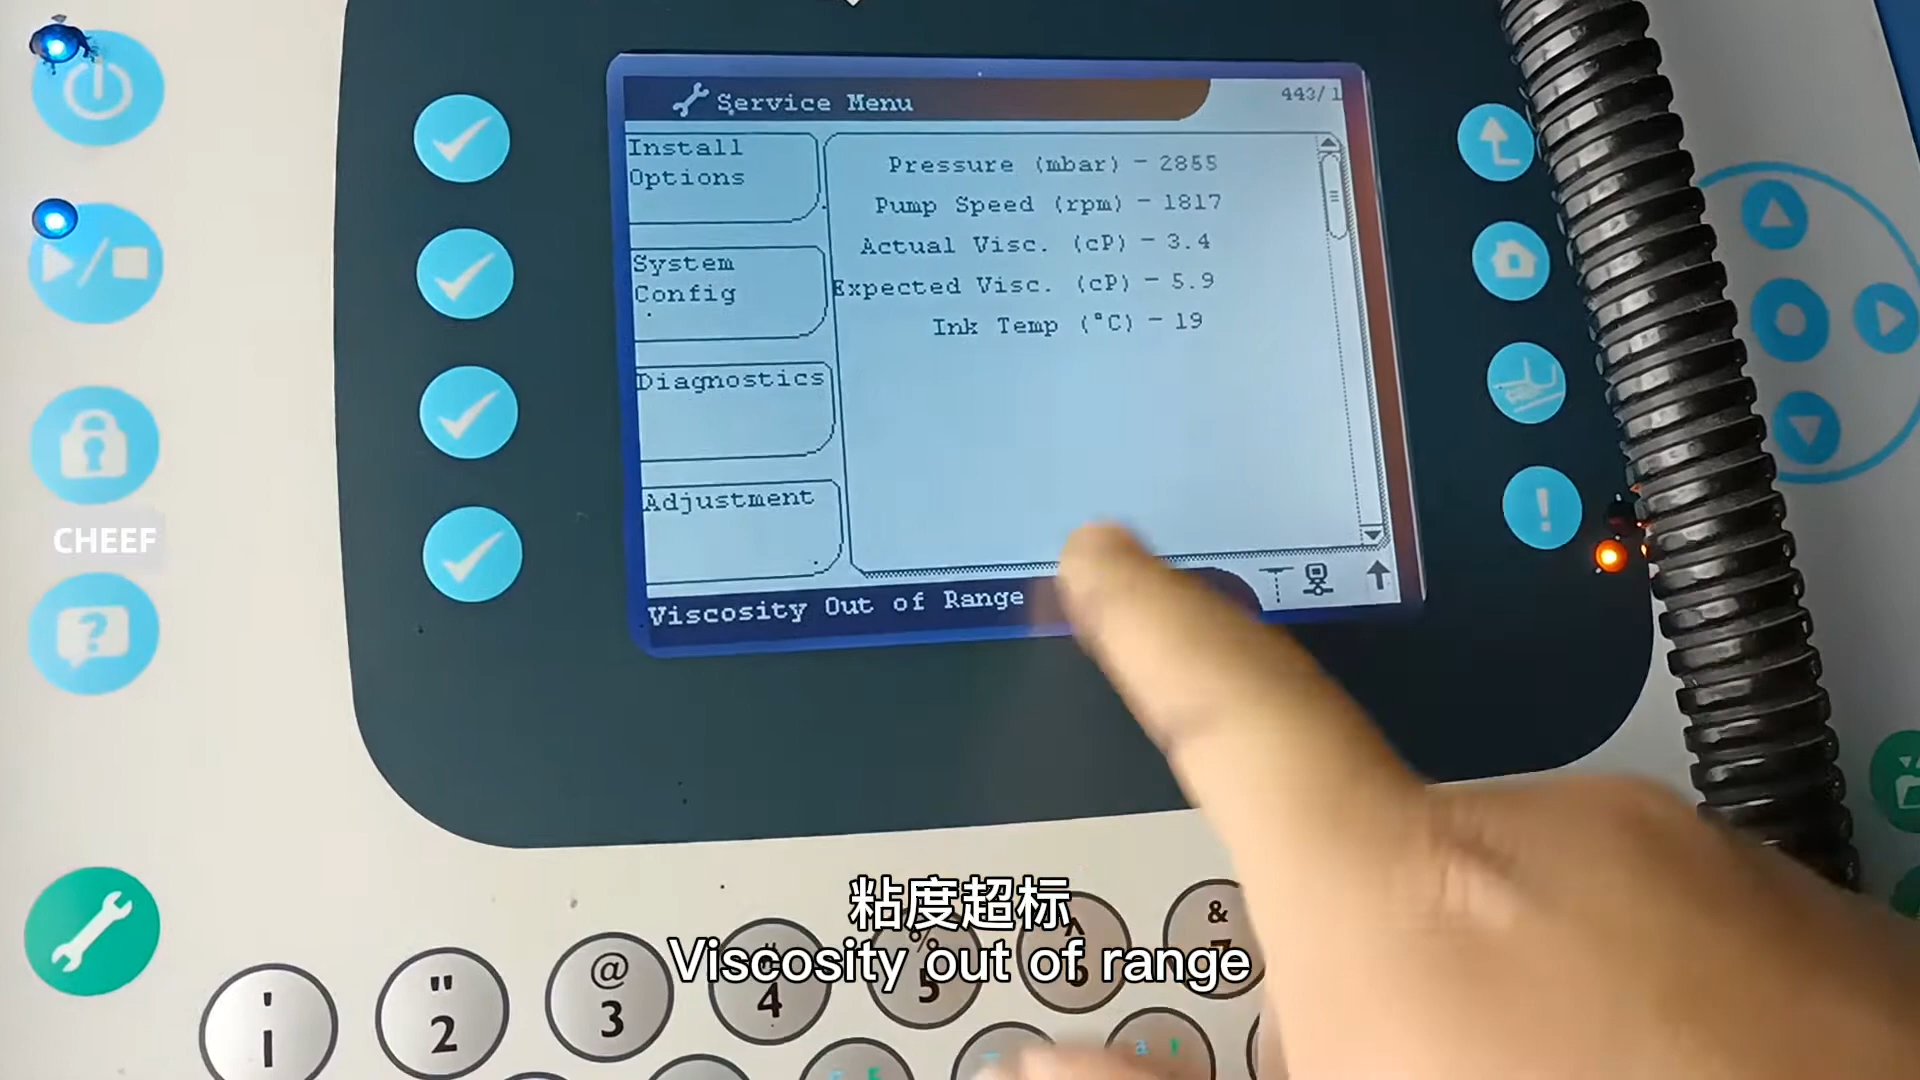 Service Menu
443/1
Install
Options
System
Config
Diagnostics
Adjustment
Pressure (mbar) - 2855
Pump Speed (rpm) - 1817
Actual Visc. (cP) - 3.4
Expected Visc. (cP) - 5.9
Ink Temp (°C) - 19
Viscosity Out of Range
CHEEF
?
!
粘度超标
Viscosity out of range
'
1
"
2
@
3
#
4
%
5
^
6
&
7